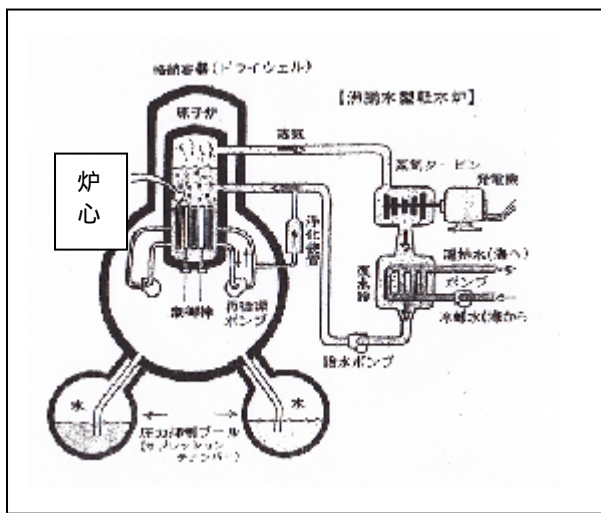 格納容器(ドライウェル)
【沸騰水型軽水炉】
原子炉
蒸気
蒸気タービン
発電機
炉
心
浄化装置
温排水(海へ)
復水器
ポンプ
冷却水(海から
制御棒
再循環
ポンプ
給水ポンプ
水
水
圧力抑制プール
(サプレッション
チェンバー)